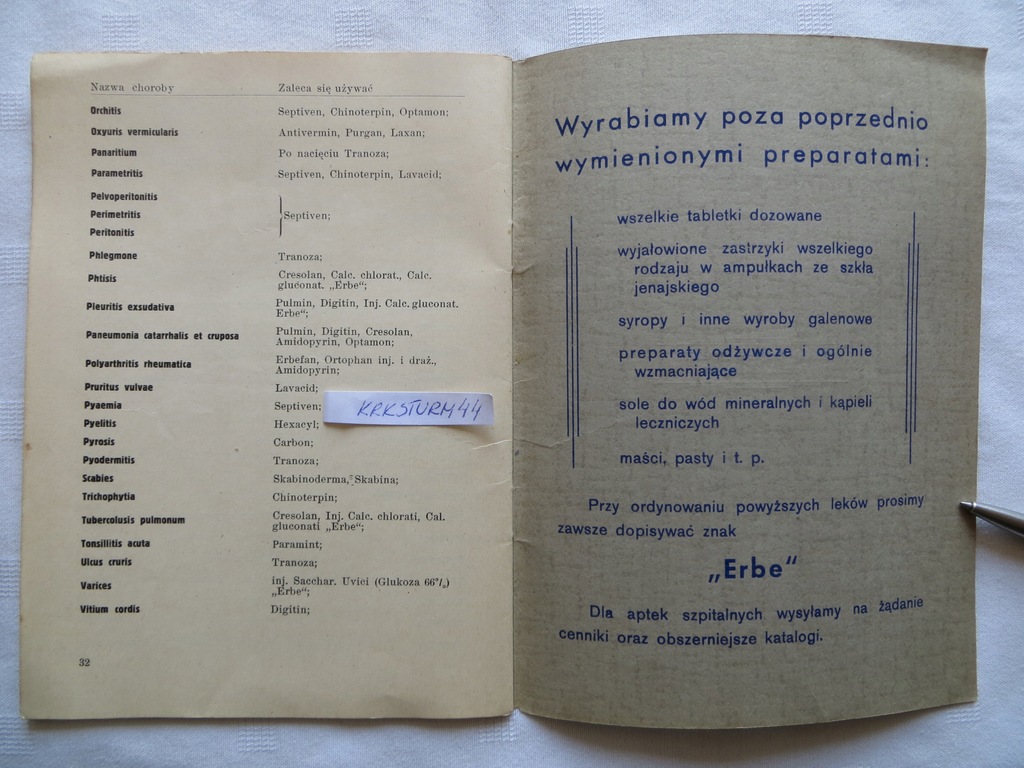 Nazwa choroby Zaleca się używać
Orchitis Septiven, Chinoterpin, Optamon;
Oxyuris vermicularis Antivermin, Purgan, Laxan;
Panaritium Po nacięciu Tranoza;
Parametritis Septiven, Chinoterpin, Lavacid;
Pelvoperitonitis
Perimetritis Septiven;
Peritonitis
Phlegmone Tranoza;
Phtisis Cresolan, Calc. chlorat., Calc.
gluconat. „Erbe";
Pleuritis exsudativa Pulmin, Digitin, Inj. Calc. gluconat.
Erbe";
Paneumonia catarrhalis et cruposa Pulmin, Digitin, Cresolan,
Amidopyrin, Optamon;
Polyarthritis rheumatica Erbefan, Ortophan inj. i draż.,
Amidopyrin;
Pruritus vulvae Lavacid;
Pyaemia Septiven;
KRKSTURM44
Pyelitis Hexacyl;
Pyrosis Carbon;
Pyodermitis Tranoza;
Scabies Skabinoderma, Skabina;
Trichophytia Chinoterpin;
Tubercolusis pulmonum Cresolan, Inj. Calc. chlorati, Cal.
gluconati „Erbe";
Tonsillitis acuta Paramint;
Ulcus cruris Tranoza;
Varices inj. Sacchar. Uvici (Glukoza 66%)
„Erbe";
Vitium cordis Digitin;
32
Wyrabiamy poza poprzednio
wymienionymi preparatami:
wszelkie tabletki dozowane
wyjałowione zastrzyki wszelkiego
rodzaju w ampułkach ze szkła
jenajskiego
syropy i inne wyroby galenowe
preparaty odżywcze i ogólnie
wzmacniające
sole do wód mineralnych i kąpieli
leczniczych
maści, pasty i t. p.
Przy ordynowaniu powyższych leków prosimy
zawsze dopisywać znak
„Erbe"
Dla aptek szpitalnych wysyłamy na żądanie
cenniki oraz obszerniejsze katalogi.